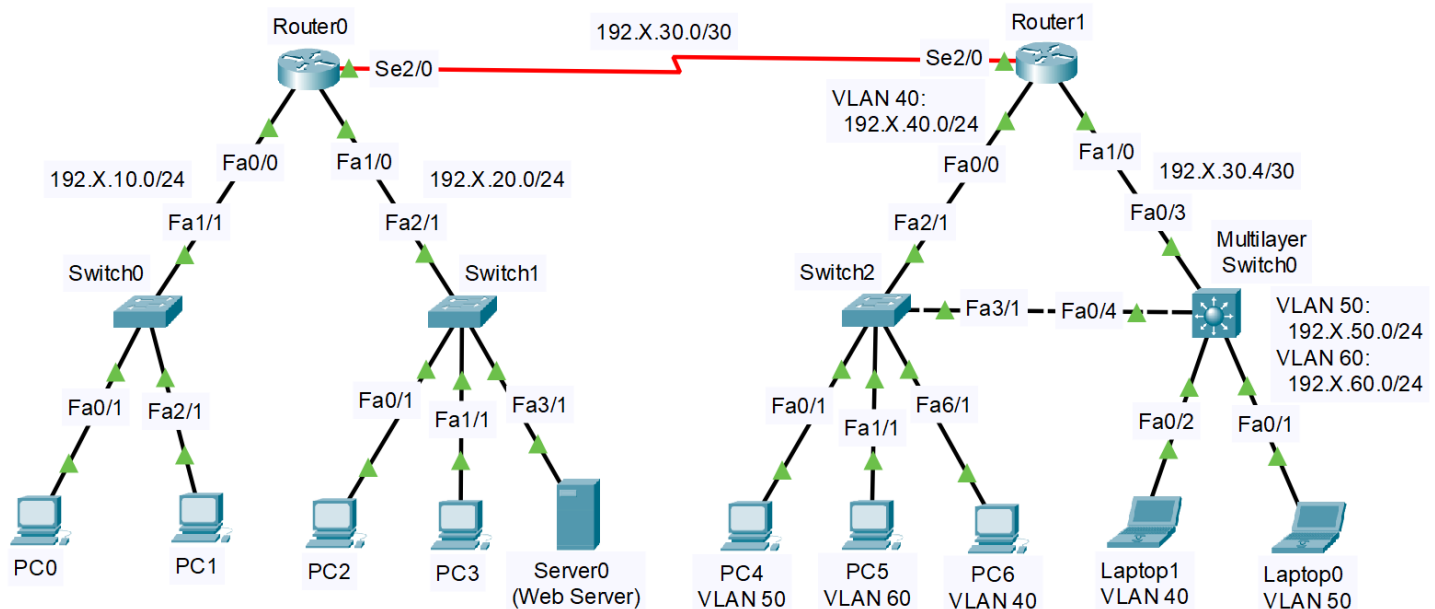 Router0
192.X.30.0/30
Router1
Se2/0
Se2/0
VLAN 40:
192.X.40.0/24
Fa0/0
Fa1/0
Fa0/0
Fa1/0
192.X.10.0/24
192.X.20.0/24
192.X.30.4/30
Fa1/1
Fa2/1
Fa2/1
Fa0/3
Switch0
Switch1
Switch2
Multilayer
Switch0
Fa3/1
Fa0/4
VLAN 50:
192.X.50.0/24
VLAN 60:
192.X.60.0/24
Fa0/1
Fa2/1
Fa0/1
Fa1/1
Fa3/1
Fa0/1
Fa1/1
Fa6/1
Fa0/2
Fa0/1
PC0
PC1
PC2
PC3
Server0
(Web Server)
PC4
VLAN 50
PC5
VLAN 60
PC6
VLAN 40
Laptop1
VLAN 40
Laptop0
VLAN 50